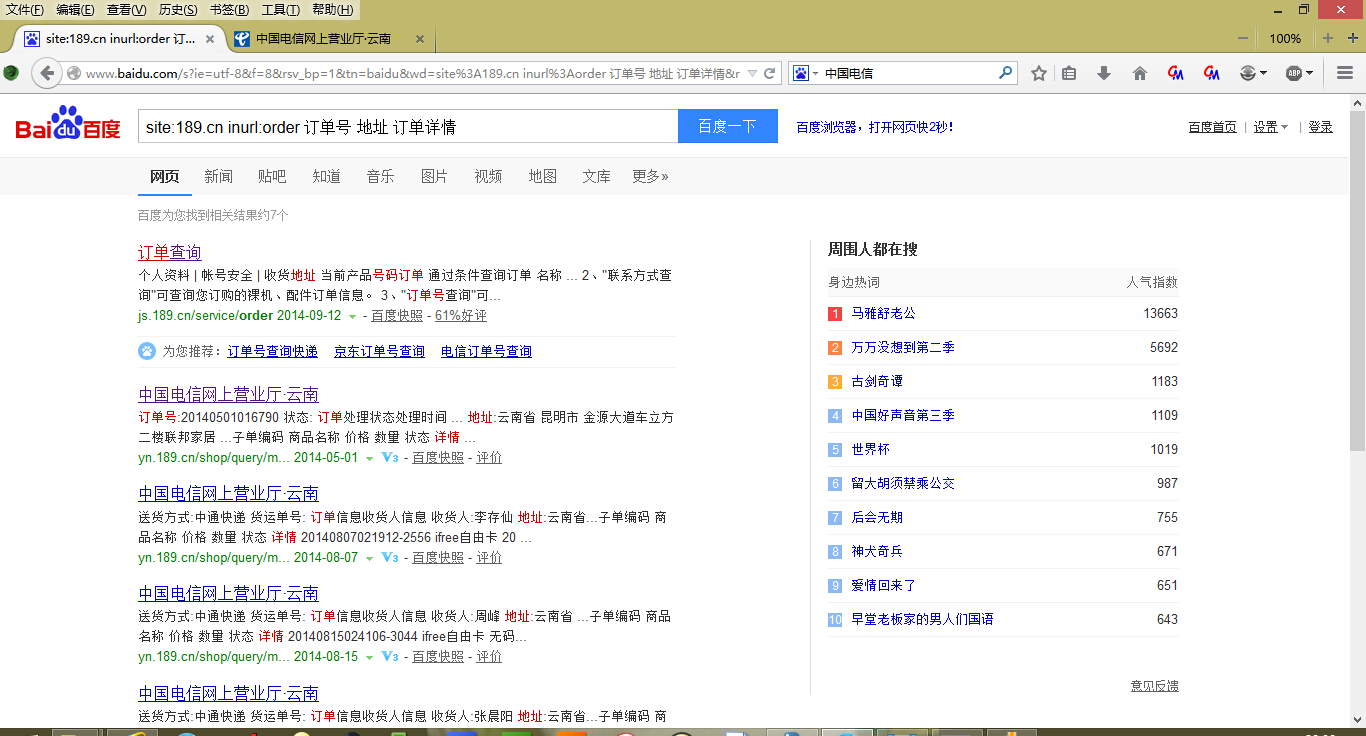 文件(F) 编辑(E) 查看(V) 历史(S) 书签(B) 工具(T) 帮助(H)
site:189.cn inurl:order 订... × 中国电信网上营业厅·云南 × 100%
www.baidu.com/s?ie=utf-8&f=8&rsv_bp=1&tn=baidu&wd=site%3A189.cn inurl%3Aorder 订单号 地址 订单详情&r 中国电信 ABP
Bai du 百度 site:189.cn inurl:order 订单号 地址 订单详情 百度一下 百度浏览器，打开网页快2秒！ 百度首页 | 设置 | 登录
网页 新闻 贴吧 知道 音乐 图片 视频 地图 文库 更多»
百度为您找到相关结果约7个
订单查询
个人资料 | 帐号安全 | 收货地址 当前产品号码订单 通过条件查询订单 名称 ... 2、"联系方式查
询"可查询您订购的裸机、配件订单信息。 3、"订单号查询"可...
js.189.cn/service/order 2014-09-12 - 百度快照 - 61%好评
为您推荐： 订单号查询快递 京东订单号查询 电信订单号查询
中国电信网上营业厅·云南
订单号:20140501016790 状态: 订单处理状态处理时间 ... 地址:云南省 昆明市 金源大道车立方
二楼联邦家居 ...子单编码 商品名称 价格 数量 状态 详情 ...
yn.189.cn/shop/query/m... 2014-05-01 V3 - 百度快照 - 评价
中国电信网上营业厅·云南
送货方式:中通快递 货运单号: 订单信息收货人信息 收货人:李存仙 地址:云南省...子单编码 商
品名称 价格 数量 状态 详情 20140807021912-2556 ifree自由卡 20 ...
yn.189.cn/shop/query/m... 2014-08-07 V3 - 百度快照 - 评价
中国电信网上营业厅·云南
送货方式:中通快递 货运单号: 订单信息收货人信息 收货人:周峰 地址:云南省 ...子单编码 商品
名称 价格 数量 状态 详情 20140815024106-3044 ifree自由卡 无码...
yn.189.cn/shop/query/m... 2014-08-15 V3 - 百度快照 - 评价
中国电信网上营业厅·云南
送货方式:中通快递 货运单号: 订单信息收货人信息 收货人:张晨阳 地址:云南省...子单编码 商
周围人都在搜
身边热词 人气指数
1 马雅舒老公 13663
2 万万没想到第二季 5692
3 古剑奇谭 1183
4 中国好声音第三季 1109
5 世界杯 1019
6 留大胡须禁乘公交 987
7 后会无期 755
8 神犬奇兵 671
9 爱情回来了 651
10 早堂老板家的男人们国语 643
意见反馈